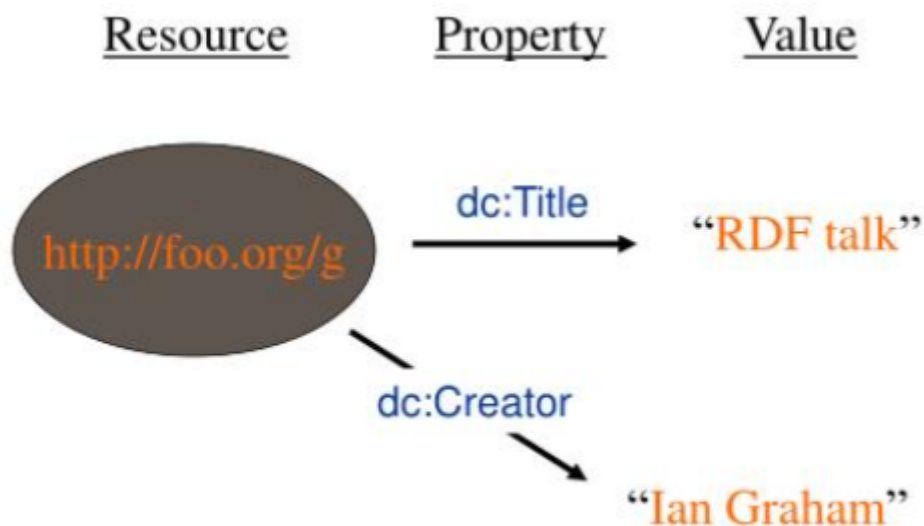 Resource Property Value
dc:Title
http://foo.org/g “RDF talk”
dc:Creator
“Ian Graham”